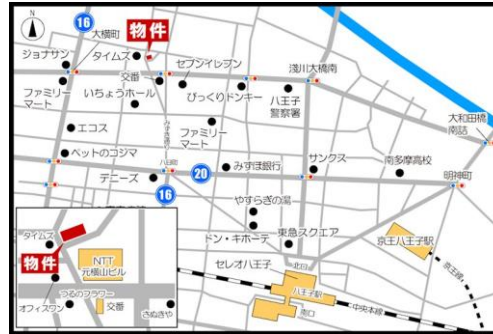 N
16
大横町
物件
ジョナサン
タイムズ
セブンイレブン
浅川大橋南
交番
ファミリー
マート
いちょうホール
びっくりドンキー
八王子
警察署
大和田橋
南詰
エコス
ファミリー
マート
ペットのコジマ
八日町
みずほ銀行
サンクス
南多摩高校
明神町
デニーズ
20
16
やすらぎの湯
ドン・キホーテ
東急スクエア
京王八王子駅
セレオ八王子
北口
八王子駅
南口
中央本線
京王線
タイムズ
物件
NTT
元横山ビル
つるのフラワー
オフィスワン
交番
さぬきや